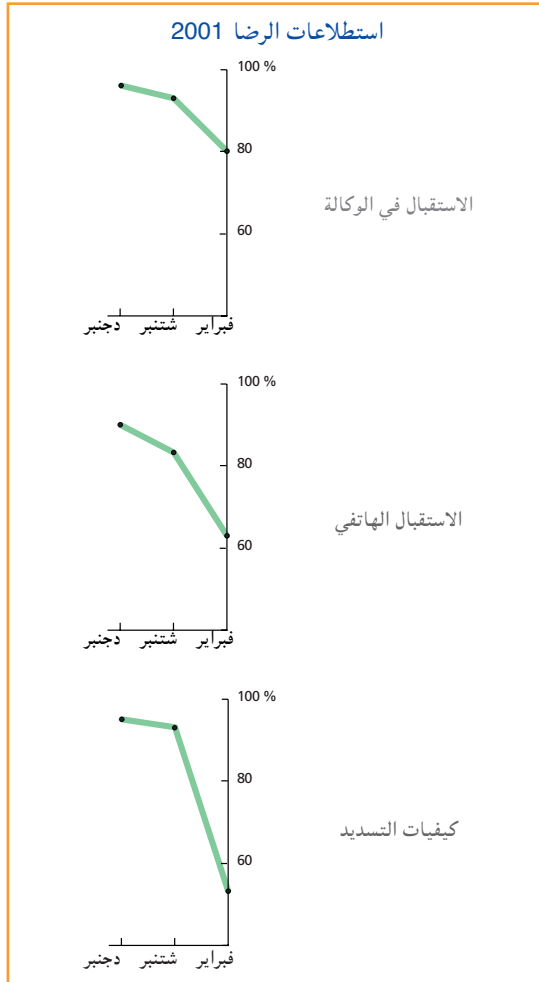 استطلاعات الرضا 2001
100 %
80
60
الاستقبال في الوكالة
فبراير شتنبر دجنبر
100 %
80
60
الاستقبال الهاتفي
فبراير شتنبر دجنبر
100 %
80
60
كيفيات التسديد
فبراير شتنبر دجنبر